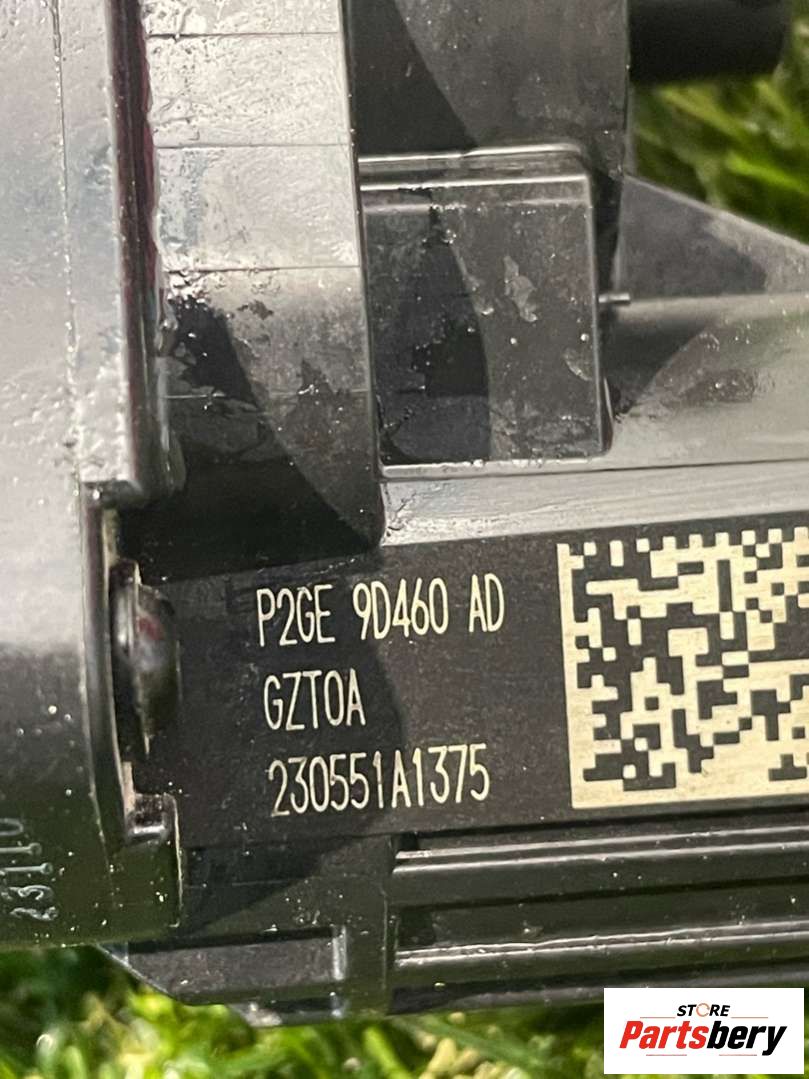 P2GE 9D460 AD
GZT0A
230551A1375
STORE
Partsbery